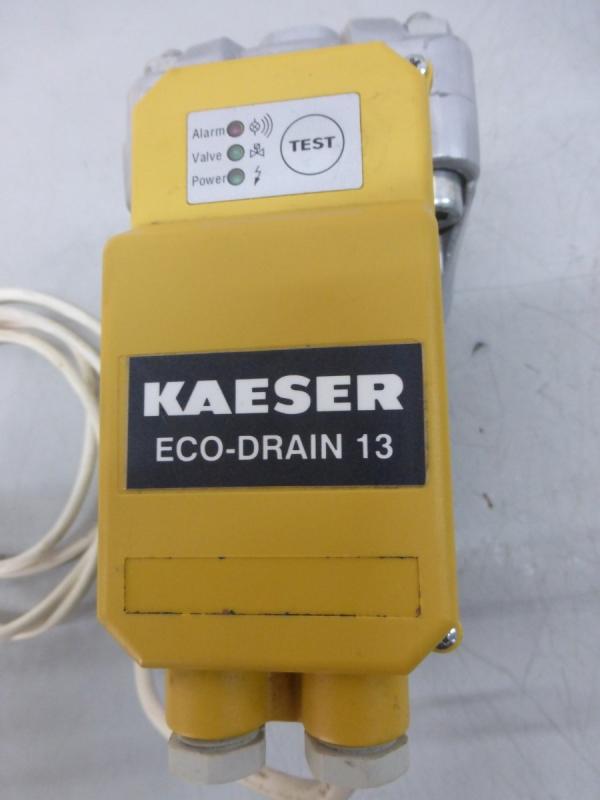 Alarm
Valve
Power
TEST
KAESER
ECO-DRAIN 13